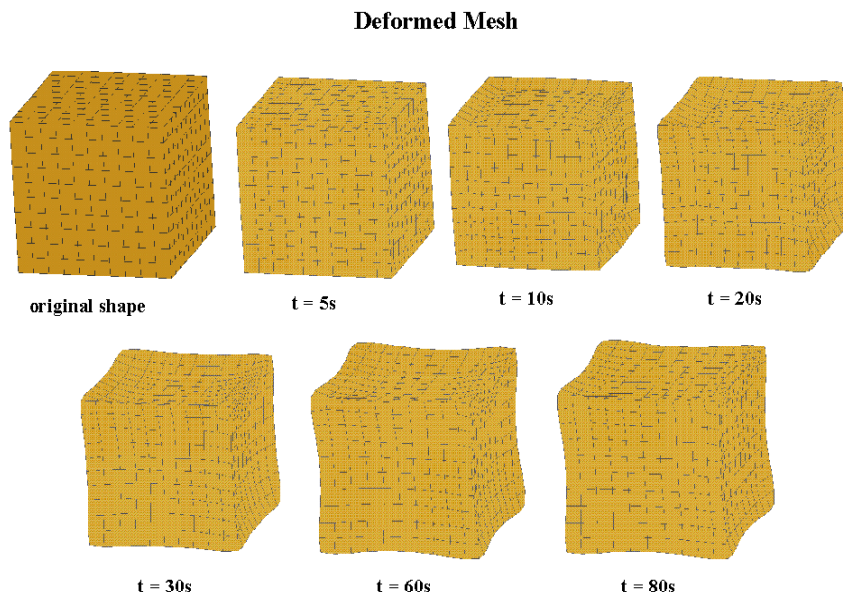 Deformed Mesh
original shape
t = 5s
t = 10s
t = 20s
t = 30s
t = 60s
t = 80s